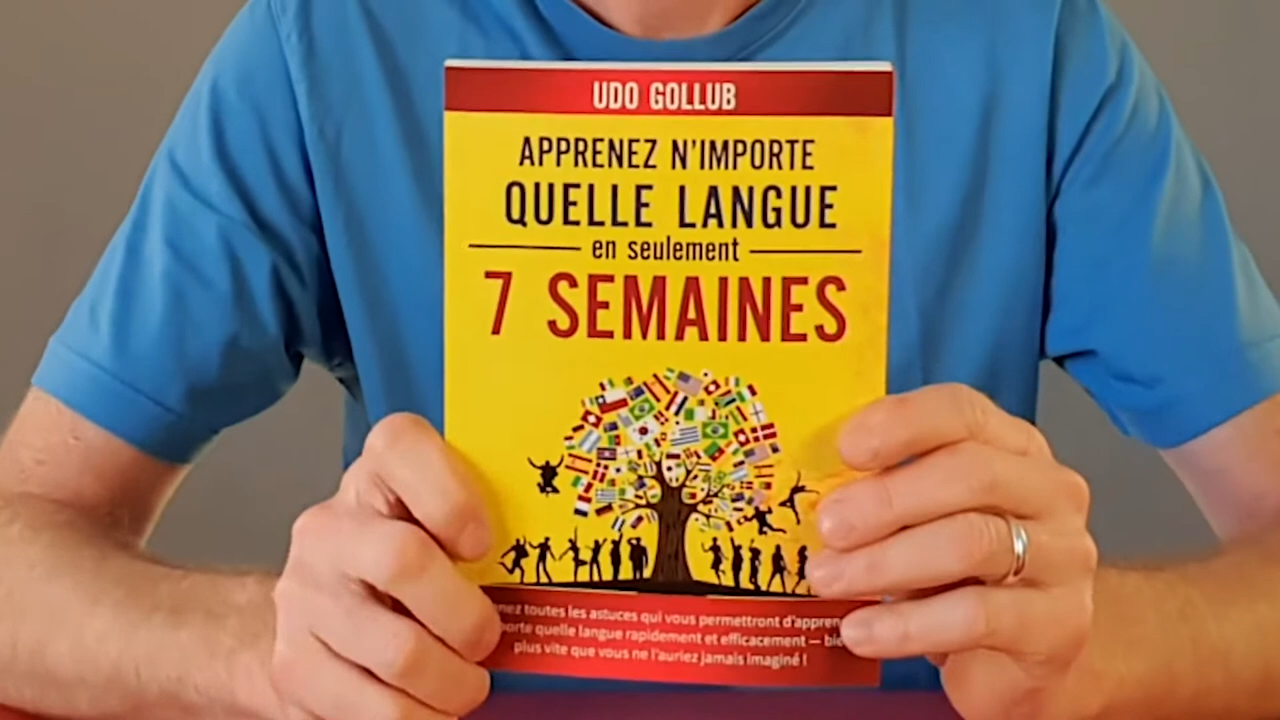 UDO GOLLUB
APPRENEZ N'IMPORTE
QUELLE LANGUE
en seulement
7 SEMAINES
toutes les astuces qui vous permettront
quelle langue rapidement et efficacement —
plus vite que vous ne l'auriez jamais imaginé !